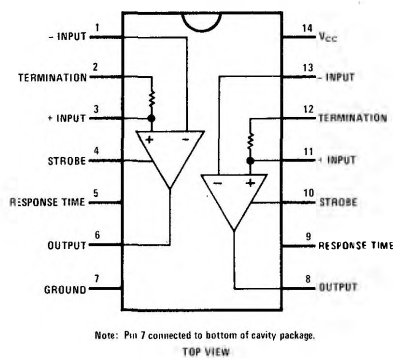 1
- INPUT
2
TERMINATION
3
+ INPUT
4
STROBE
5
RESPONSE TIME
6
OUTPUT
7
GROUND
+ -
14
VCC
13
- INPUT
12
TERMINATION
11
+ INPUT
10
STROBE
9
RESPONSE TIME
8
OUTPUT
- +
Note: Pin 7 connected to bottom of cavity package.
TOP VIEW